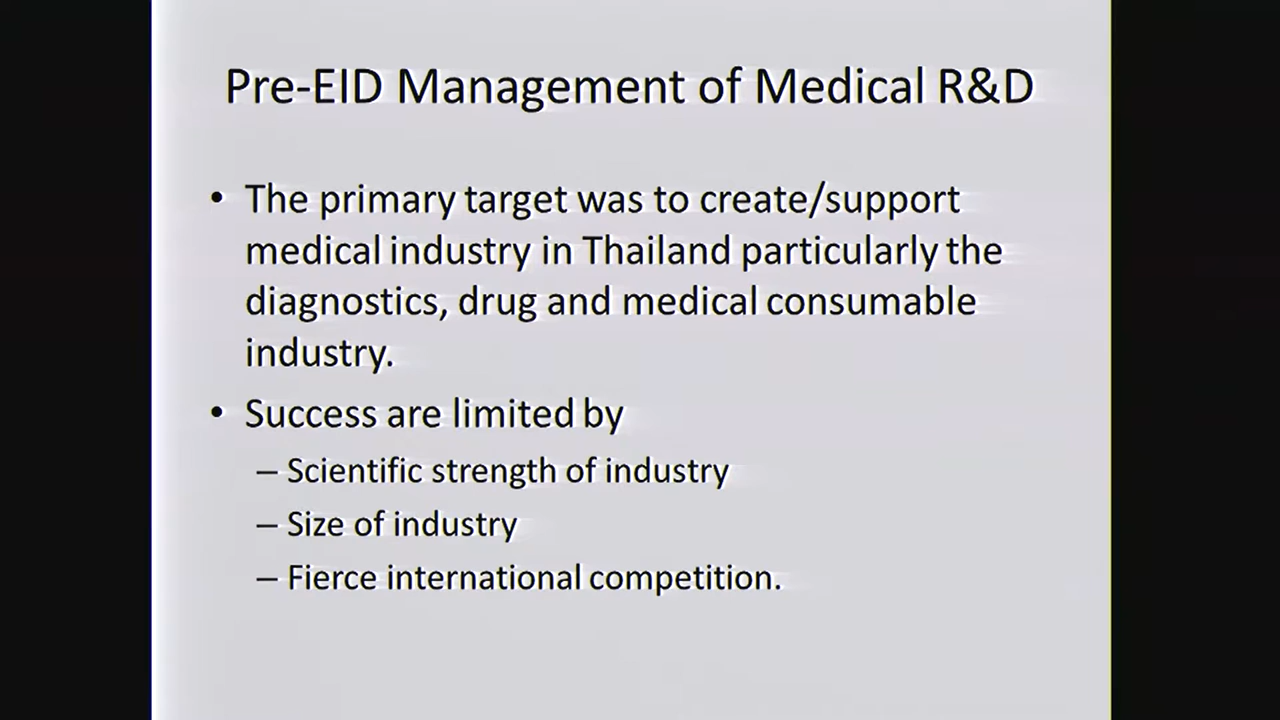 Pre-EID Management of Medical R&D
• The primary target was to create/support
medical industry in Thailand particularly the
diagnostics, drug and medical consumable
industry.
• Success are limited by
– Scientific strength of industry
– Size of industry
– Fierce international competition.